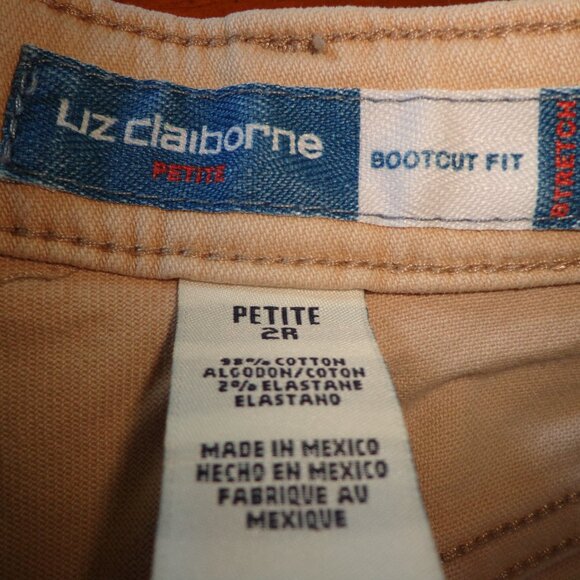 Liz claiborne
PETITE
BOOTCUT FIT
STRETCH
PETITE
2R
98% COTTON
ALGODON/COTON
2% ELASTANE
ELASTANO
MADE IN MEXICO
HECHO EN MEXICO
FABRIQUE AU
MEXIQUE